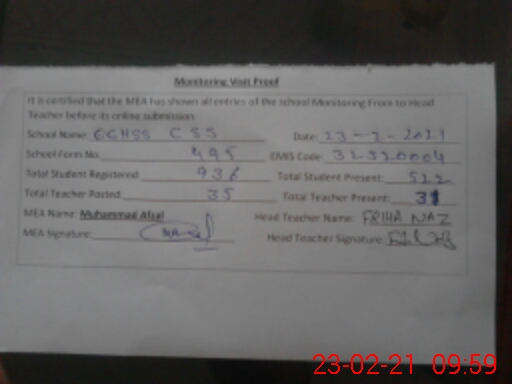 Monitoring Visit Proof
It is certified that the MEA has shown all entries of the school Monitoring From to Head
Teacher before its online submission.
School Name: GGHSS CSS Date: 23-2-2021
School Form No. 495 EMIS Code: 32320004
Total Student Registered: 936 Total Student Present: 522
Total Teacher Posted: 35 Total Teacher Present: 31
MEA Name: Muhammad Afzal Head Teacher Name: FRIHA NAZ
MEA Signature: Head Teacher Signature:
23-02-21 09:59